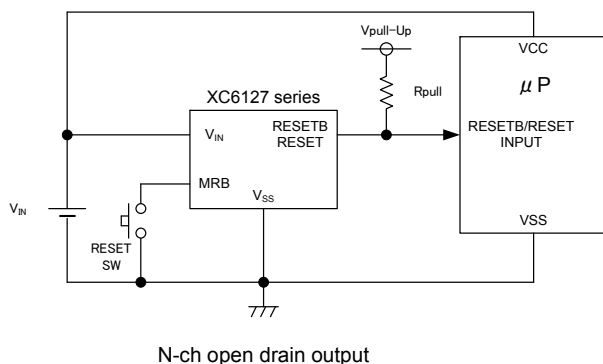 Vpull-Up
VCC
μP
Rpull
XC6127 series
VIN
RESETB
RESET
RESETB/RESET
INPUT
MRB
VSS
VIN
VSS
RESET
SW
N-ch open drain output